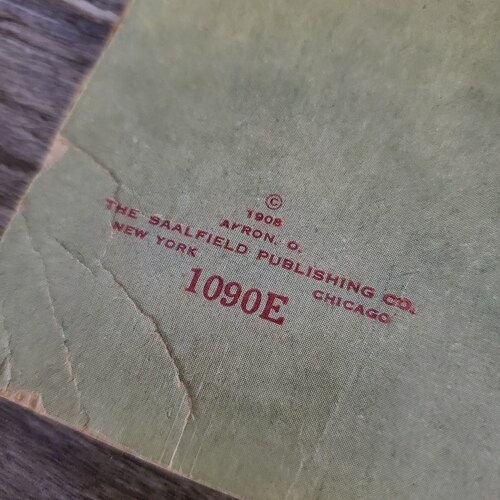 ©
1908
AKRON, O.
THE SAALFIELD PUBLISHING CO.
NEW YORK CHICAGO
1090E